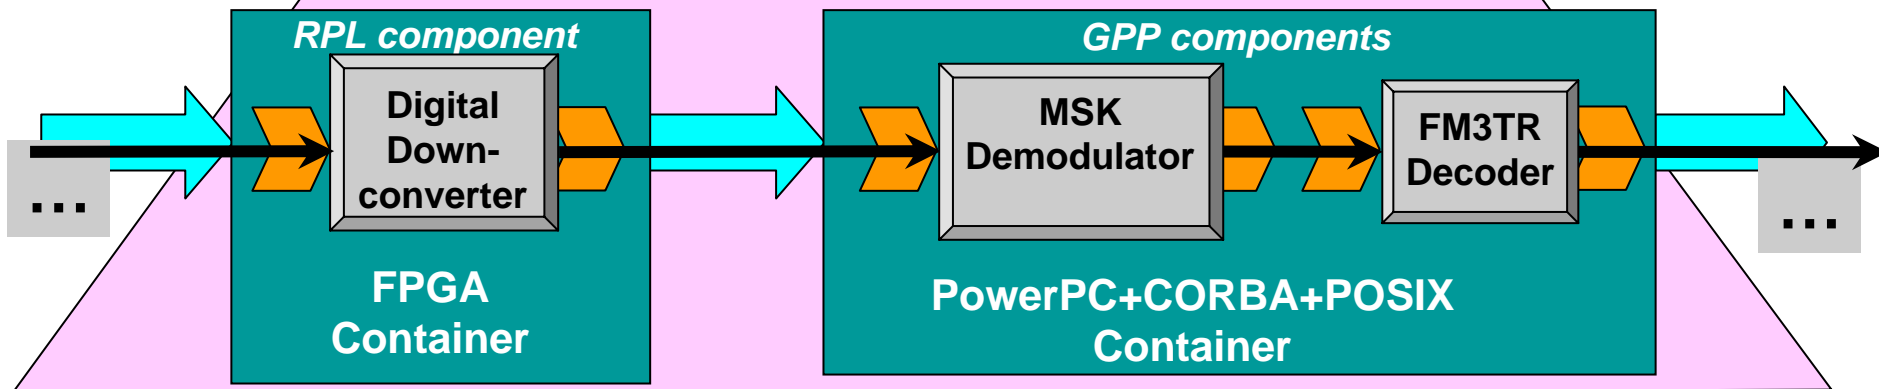 RPL component
GPP components
Digital
Down-
converter
MSK
Demodulator
FM3TR
Decoder
...
...
FPGA
Container
PowerPC+CORBA+POSIX
Container